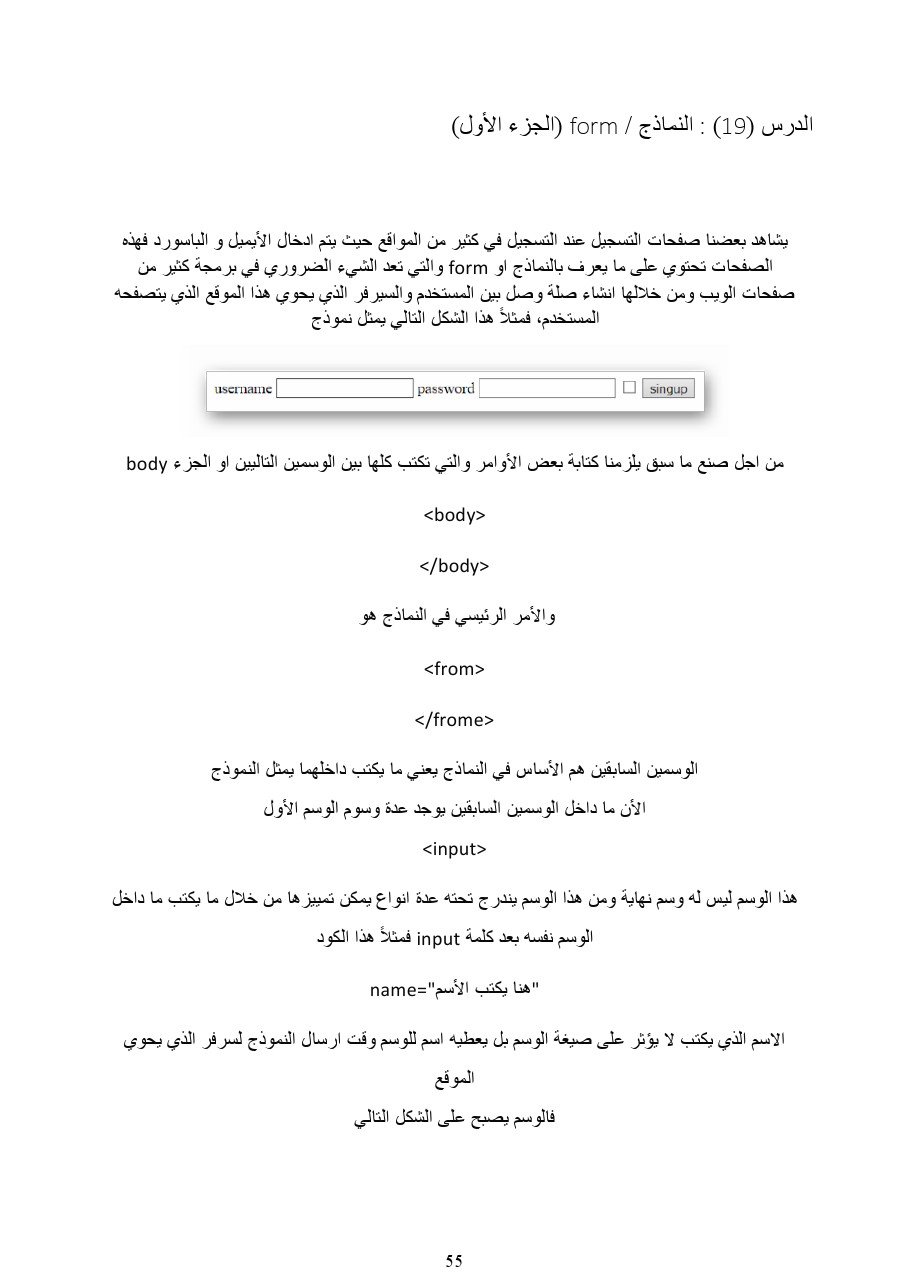 الدرس (19) : النماذج / form (الجزء الأول)
يشاهد بعضنا صفحات التسجيل عند التسجيل في كثير من المواقع حيث يتم ادخال الأيميل و الباسورد فهذه
الصفحات تحتوي على ما يعرف بالنماذج او form والتي تعد الشيء الضروري في برمجة كثير من
صفحات الويب ومن خلالها انشاء صلة وصل بين المستخدم والسيرفر الذي يحوي هذا الموقع الذي يتصفحه
المستخدم، فمثلاً هذا الشكل التالي يمثل نموذج
username password singup
من اجل صنع ما سبق يلزمنا كتابة بعض الأوامر والتي تكتب كلها بين الوسمين التاليين او الجزء body
<body>
</body>
والأمر الرئيسي في النماذج هو
<from>
</frome>
الوسمين السابقين هم الأساس في النماذج يعني ما يكتب داخلهما يمثل النموذج
الأن ما داخل الوسمين السابقين يوجد عدة وسوم الوسم الأول
<input>
هذا الوسم ليس له وسم نهاية ومن هذا الوسم يندرج تحته عدة انواع يمكن تمييزها من خلال ما يكتب ما داخل
الوسم نفسه بعد كلمة input فمثلاً هذا الكود
name="هنا يكتب الأسم"
الاسم الذي يكتب لا يؤثر على صيغة الوسم بل يعطيه اسم للوسم وقت ارسال النموذج لسرفر الذي يحوي
الموقع
فالوسم يصبح على الشكل التالي
55